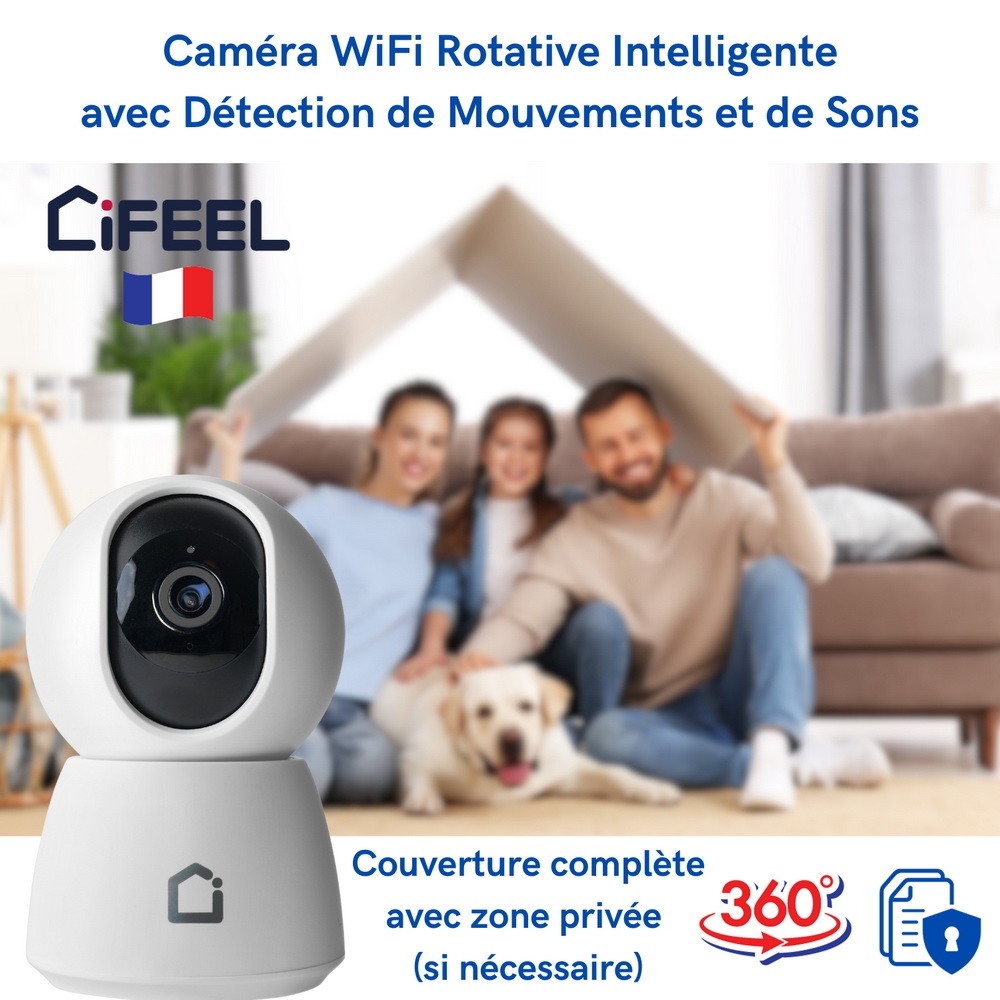 Caméra WiFi Rotative Intelligente
avec Détection de Mouvements et de Sons
CiFEEL
Couverture complète
avec zone privée
(si nécessaire)
360°